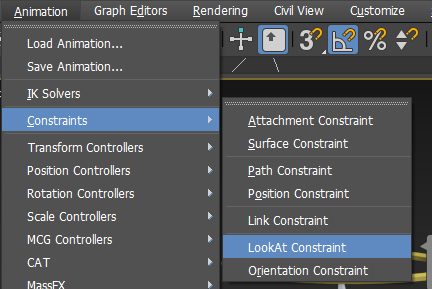 Animation Graph Editors Rendering Civil View Customize
3
%
Load Animation...
Save Animation...
IK Solvers
Constraints
Transform Controllers
Position Controllers
Rotation Controllers
Scale Controllers
MCG Controllers
CAT
MassFX
Attachment Constraint
Surface Constraint
Path Constraint
Position Constraint
Link Constraint
LookAt Constraint
Orientation Constraint